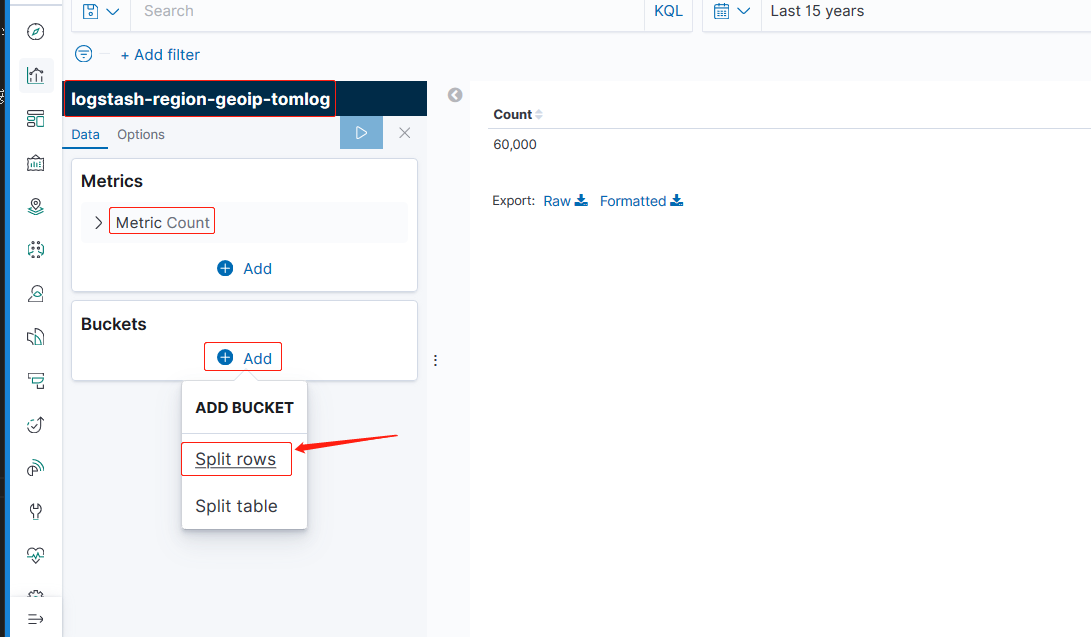 Search
KQL
Last 15 years
+ Add filter
logstash-region-geoip-tomlog
Data Options
Metrics
Metric Count
Add
Buckets
Add
ADD BUCKET
Split rows
Split table
Count
60,000
Export: Raw Formatted